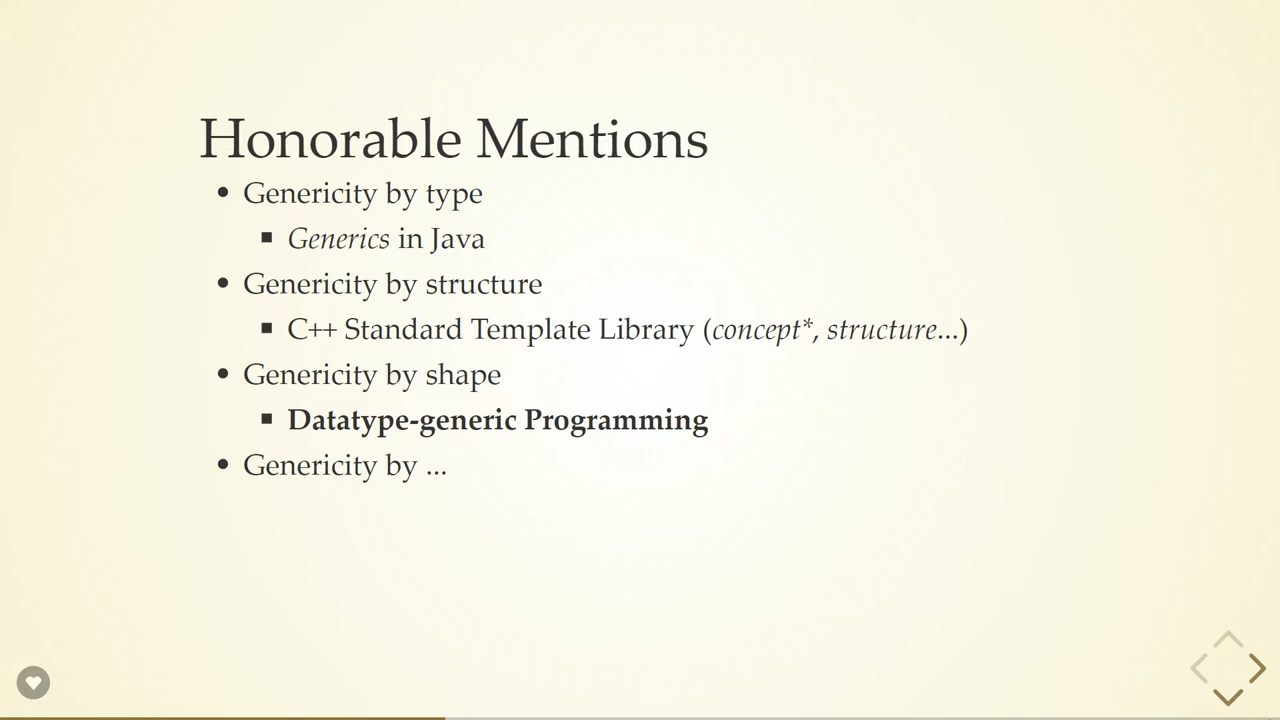 Honorable Mentions
• Genericity by type
▪ Generics in Java
• Genericity by structure
▪ C++ Standard Template Library (concept*, structure...)
• Genericity by shape
▪ Datatype-generic Programming
• Genericity by ...